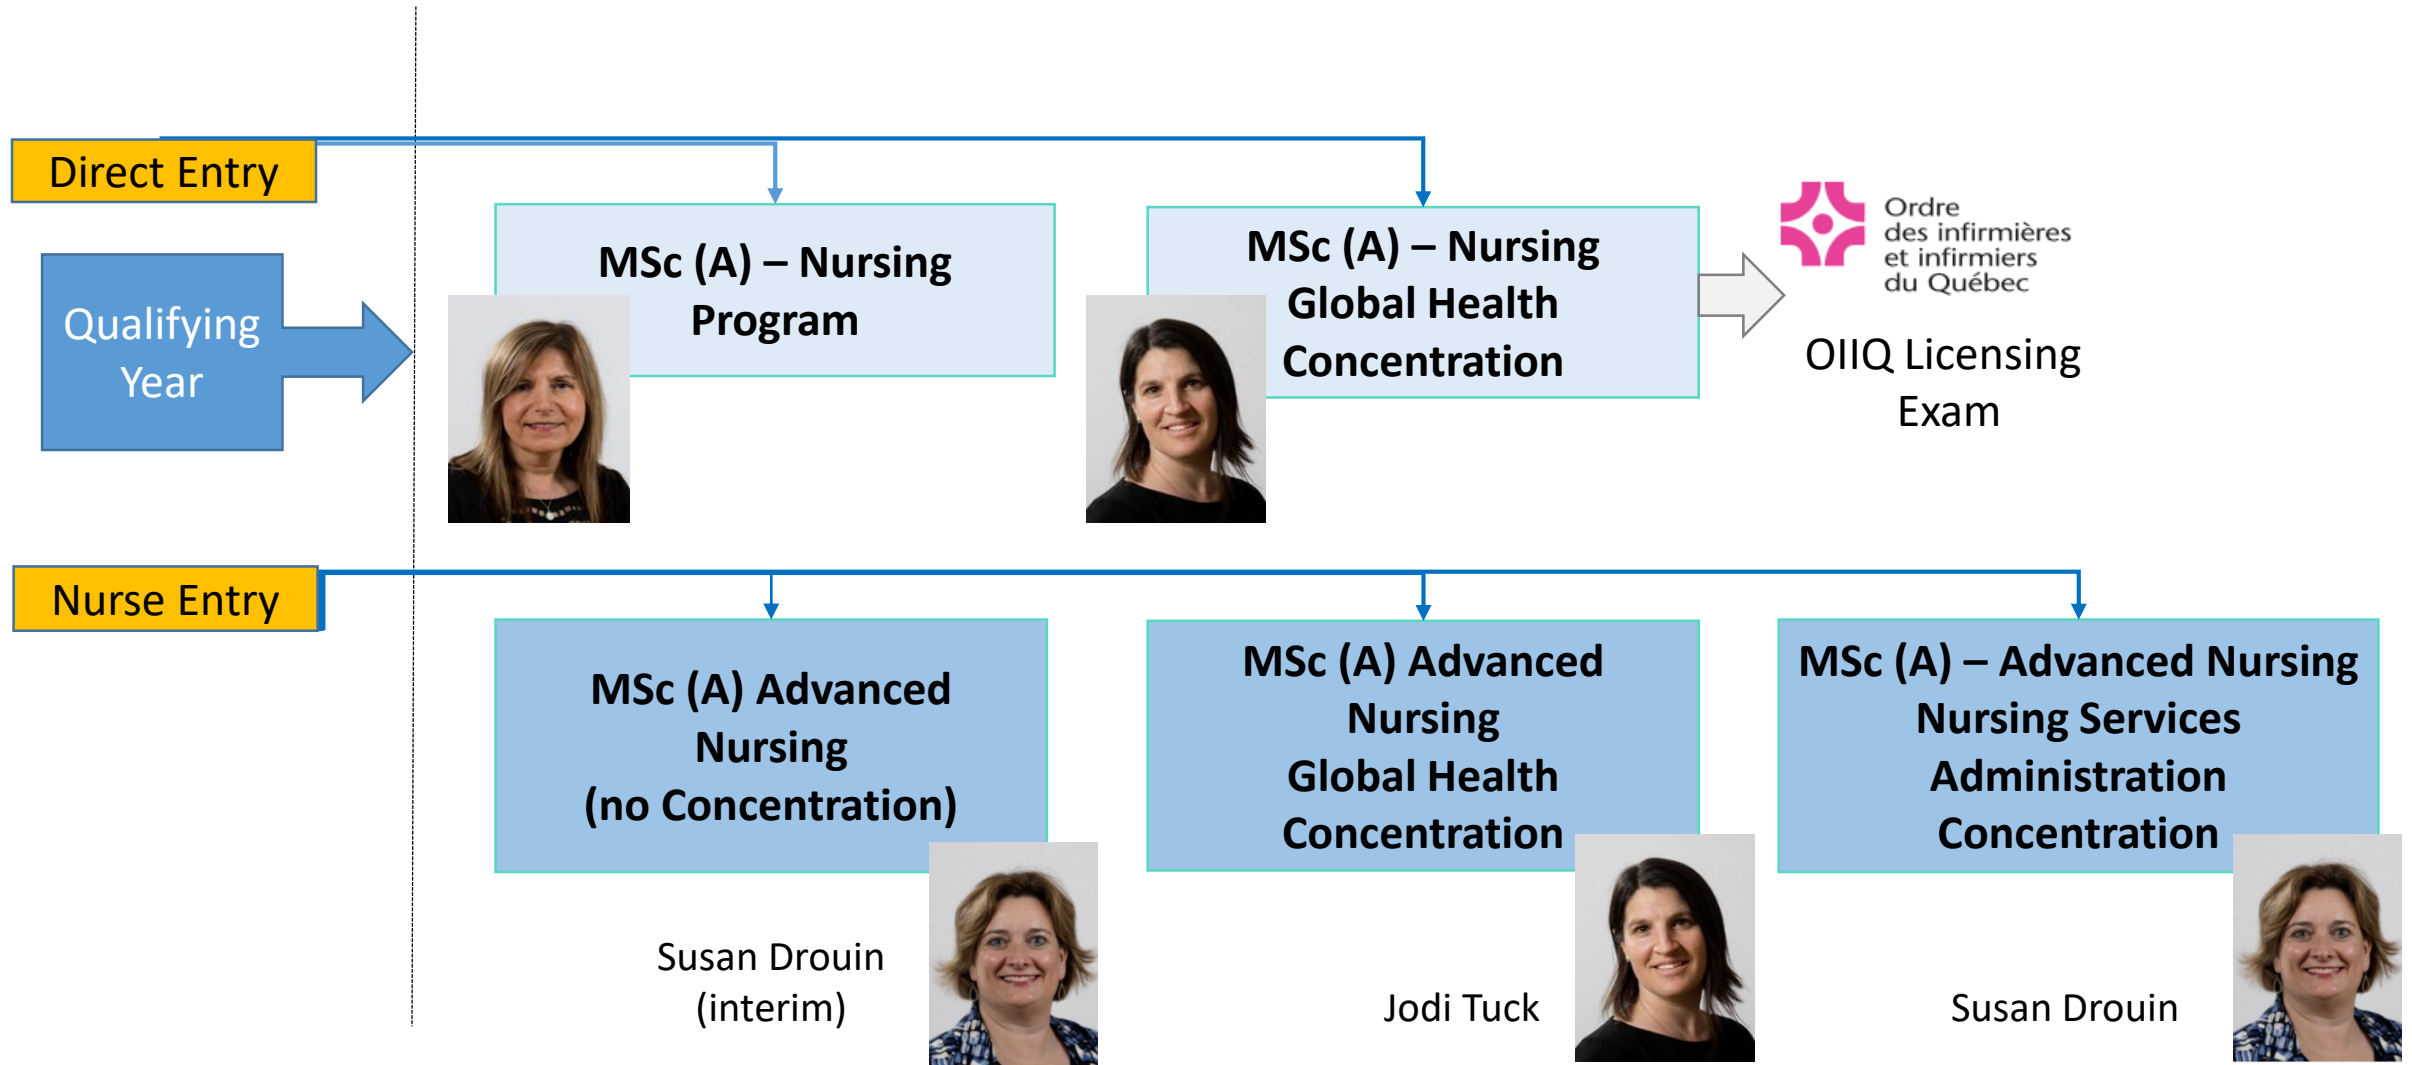 Direct Entry
Qualifying
Year
MSc (A) – Nursing
Program
MSc (A) – Nursing
Global Health
Concentration
Ordre
des infirmières
et infirmiers
du Québec
OIIQ Licensing
Exam
Nurse Entry
MSc (A) Advanced
Nursing
(no Concentration)
Susan Drouin
(interim)
MSc (A) Advanced
Nursing
Global Health
Concentration
Jodi Tuck
MSc (A) – Advanced Nursing
Nursing Services
Administration
Concentration
Susan Drouin